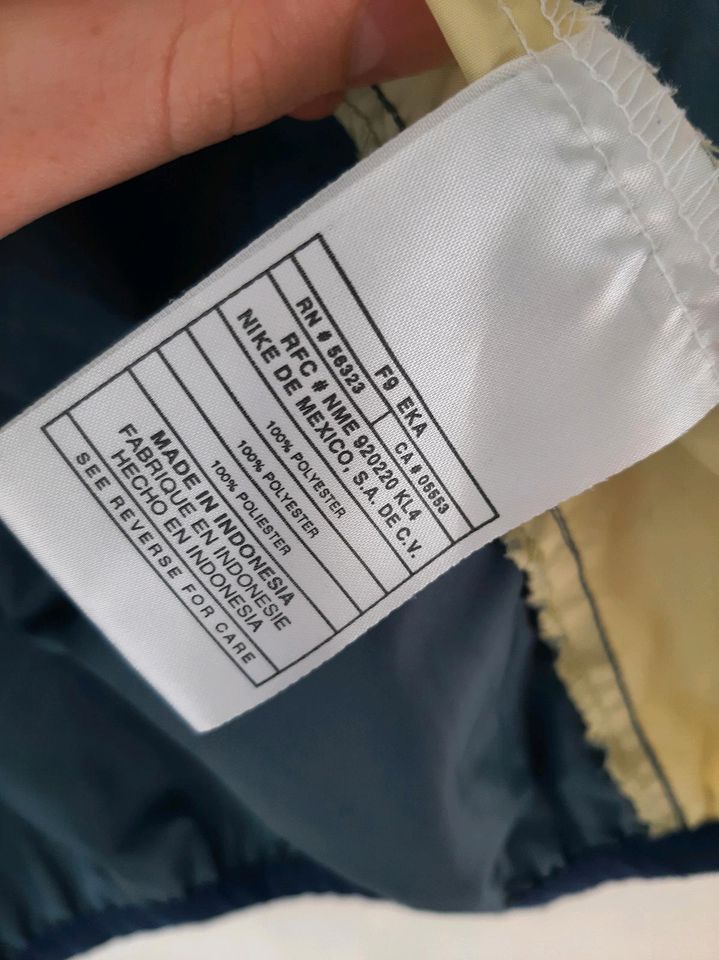 F9 EKA
RN # 56323 CA # 05553
RFC # NME 920220 KL4
NIKE DE MEXICO, S.A. DE C.V.
100% POLYESTER
100% POLYESTER
100% POLIESTER
MADE IN INDONESIA
FABRIQUE EN INDONESIE
HECHO EN INDONESIA
SEE REVERSE FOR CARE